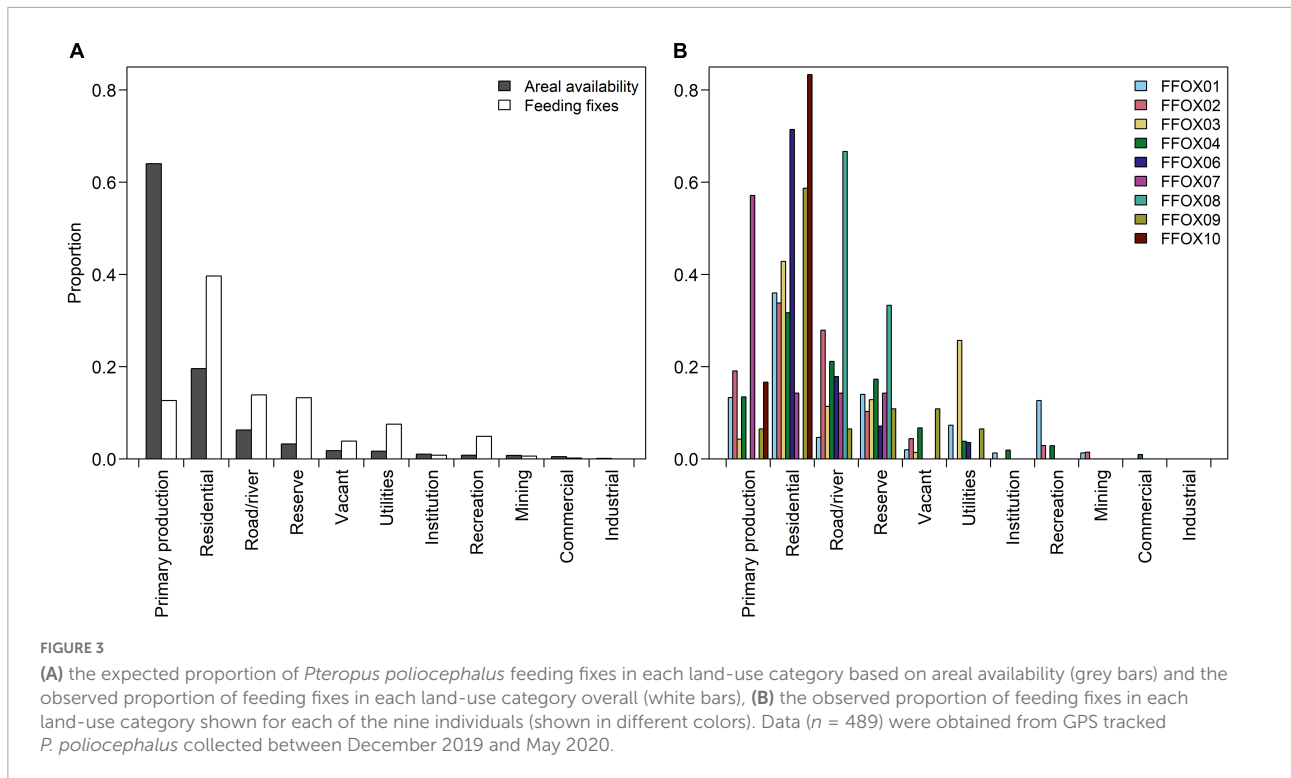 A
B
Proportion
0.8
0.6
0.4
0.2
0.0
Areal availability
Feeding fixes
Primary production
Residential
Road/river
Reserve
Vacant
Utilities
Institution
Recreation
Mining
Commercial
Industrial
0.8
0.6
0.4
0.2
0.0
FFOX01
FFOX02
FFOX03
FFOX04
FFOX06
FFOX07
FFOX08
FFOX09
FFOX10
Primary production
Residential
Road/river
Reserve
Vacant
Utilities
Institution
Recreation
Mining
Commercial
Industrial
FIGURE 3
(A) the expected proportion of Pteropus poliocephalus feeding fixes in each land-use category based on areal availability (grey bars) and the
observed proportion of feeding fixes in each land-use category overall (white bars), (B) the observed proportion of feeding fixes in each
land-use category shown for each of the nine individuals (shown in different colors). Data (n = 489) were obtained from GPS tracked
P. poliocephalus collected between December 2019 and May 2020.